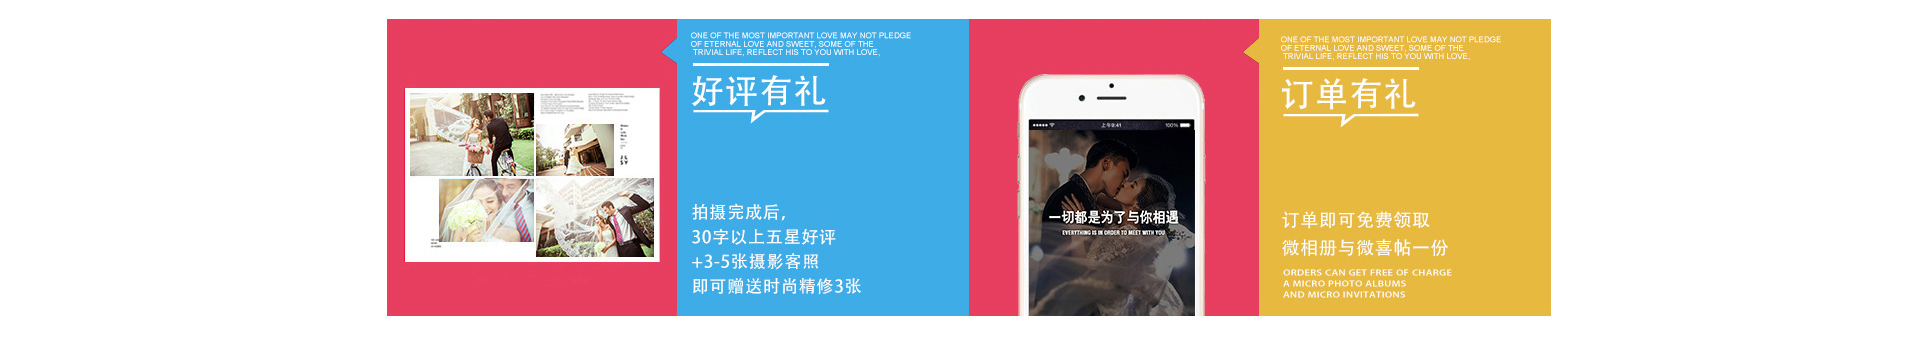 ONE OF THE MOST IMPORTANT LOVE MAY NOT PLEDGE
OF ETERNAL LOVE AND SWEET, SOME OF THE
TRIVIAL LIFE, REFLECT HIS TO YOU WITH LOVE,
好评有礼
拍摄完成后,
30字以上五星好评
+3-5张摄影客照
即可赠送时尚精修3张
上午9:41
100%
一切都是为了与你相遇
EVERYTHING IS IN ORDER TO MEET WITH YOU
ONE OF THE MOST IMPORTANT LOVE MAY NOT PLEDGE
OF ETERNAL LOVE AND SWEET, SOME OF THE
TRIVIAL LIFE, REFLECT HIS TO YOU WITH LOVE,
订单有礼
订单即可免费领取
微相册与微喜帖一份
ORDERS CAN GET FREE OF CHARGE
A MICRO PHOTO ALBUMS
AND MICRO INVITATIONS